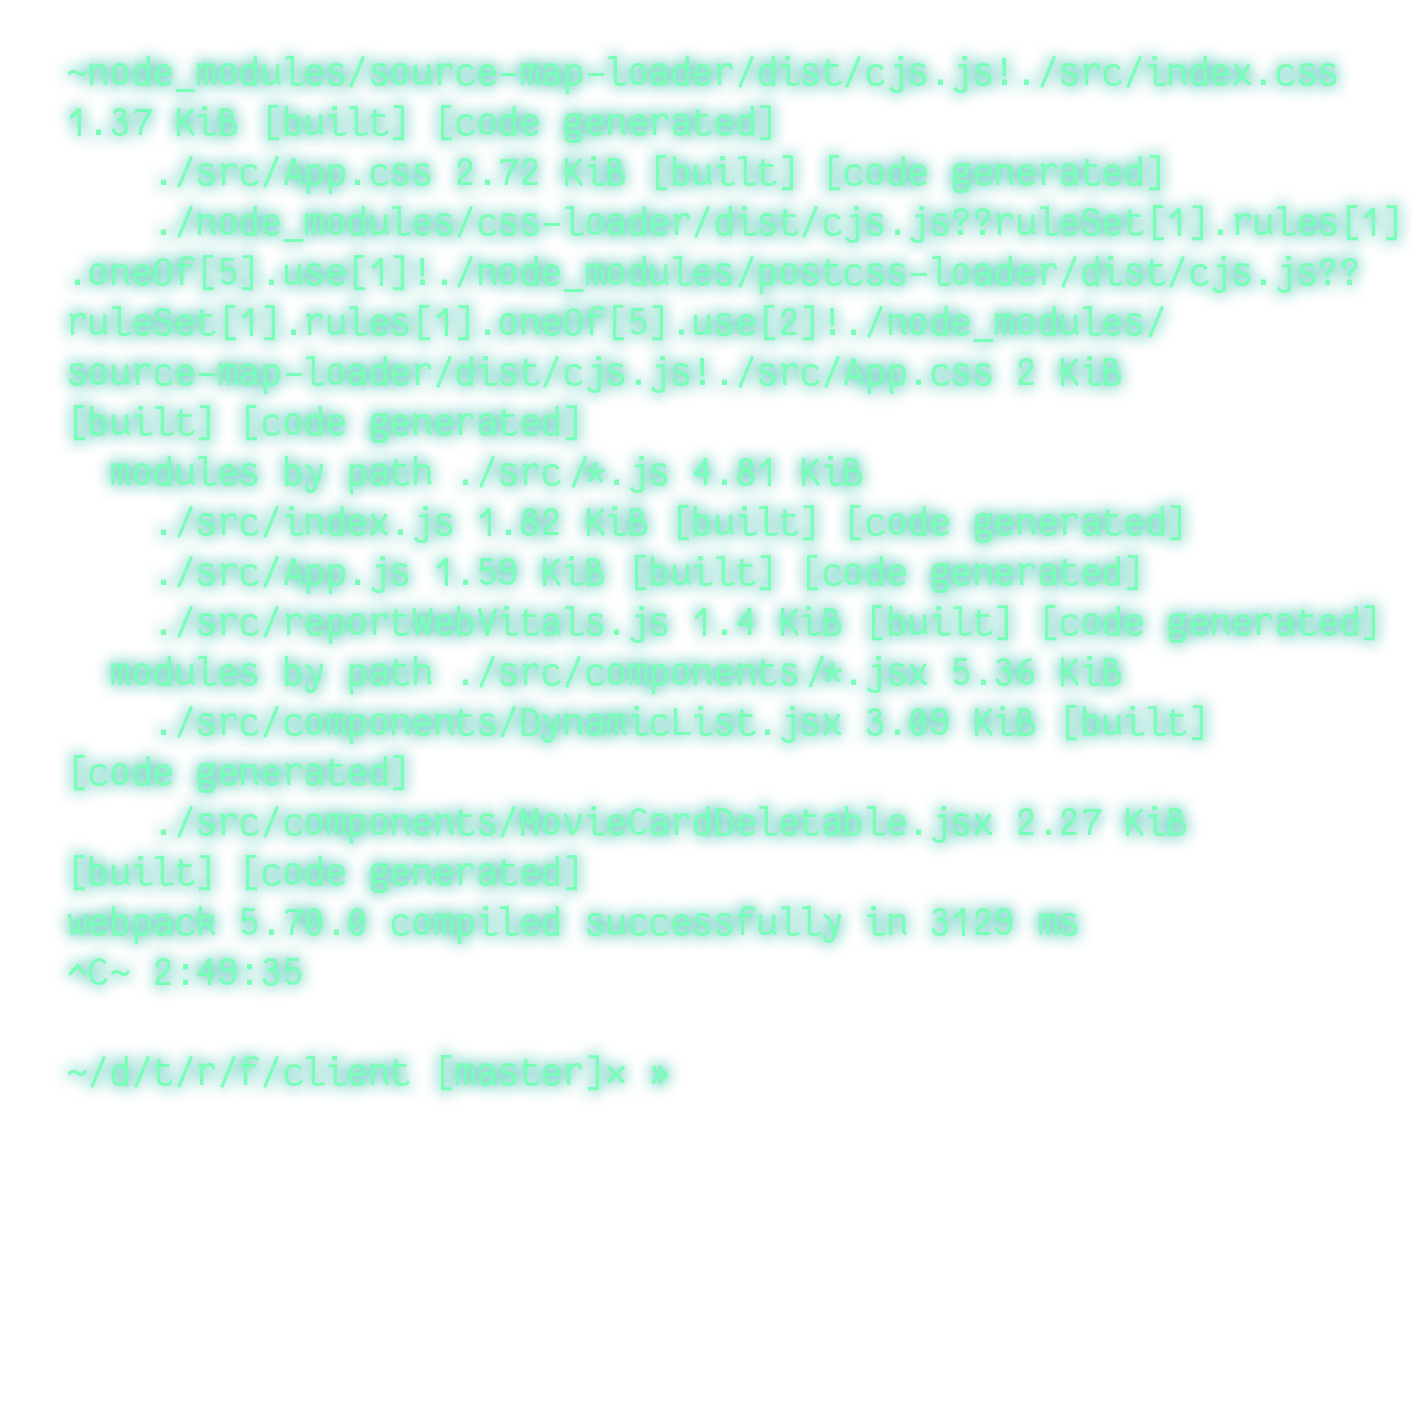 ~node_modules/source-map-loader/dist/cjs.js!./src/index.css
1.37 KiB [built] [code generated]
    ./src/App.css 2.72 KiB [built] [code generated]
    ./node_modules/css-loader/dist/cjs.js??ruleSet[1].rules[1]
.oneOf[5].use[1]!./node_modules/postcss-loader/dist/cjs.js??
ruleSet[1].rules[1].oneOf[5].use[2]!./node_modules/
source-map-loader/dist/cjs.js!./src/App.css 2 KiB
[built] [code generated]
  modules by path ./src/*.js 4.81 KiB
    ./src/index.js 1.82 KiB [built] [code generated]
    ./src/App.js 1.59 KiB [built] [code generated]
    ./src/reportWebVitals.js 1.4 KiB [built] [code generated]
  modules by path ./src/components/*.jsx 5.36 KiB
    ./src/components/DynamicList.jsx 3.09 KiB [built]
[code generated]
    ./src/components/MovieCardDeletable.jsx 2.27 KiB
[built] [code generated]
webpack 5.70.0 compiled successfully in 3129 ms
^C~ 2:49:35

~/d/t/r/f/client [master]× »